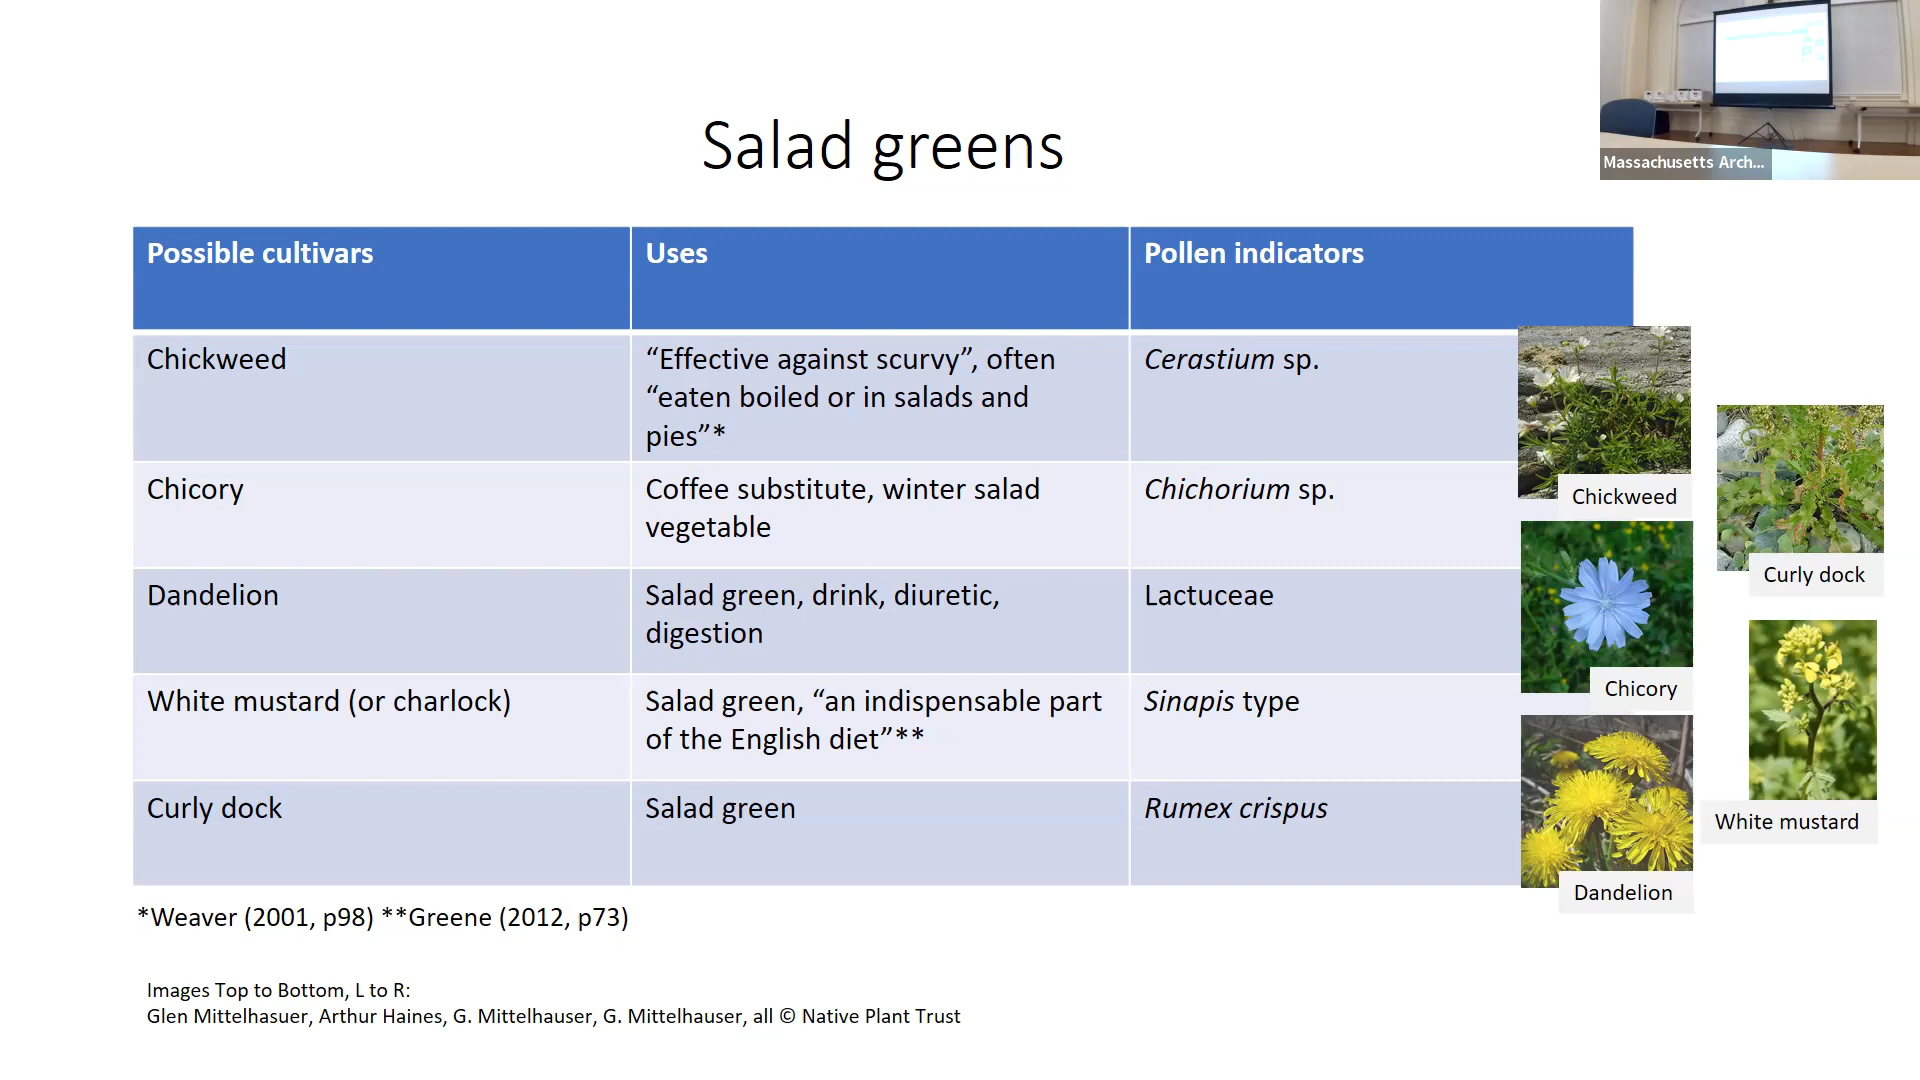 Massachusetts Arch...
Salad greens
Possible cultivars
Uses
Pollen indicators
Chickweed
“Effective against scurvy”, often
“eaten boiled or in salads and
pies”*
Cerastium sp.
Chicory
Coffee substitute, winter salad
vegetable
Chichorium sp.
Dandelion
Salad green, drink, diuretic,
digestion
Lactuceae
White mustard (or charlock)
Salad green, “an indispensable part
of the English diet”**
Sinapis type
Curly dock
Salad green
Rumex crispus
Chickweed
Curly dock
Chicory
White mustard
Dandelion
*Weaver (2001, p98) **Greene (2012, p73)
Images Top to Bottom, L to R:
Glen Mittelhasuer, Arthur Haines, G. Mittelhauser, G. Mittelhauser, all © Native Plant Trust